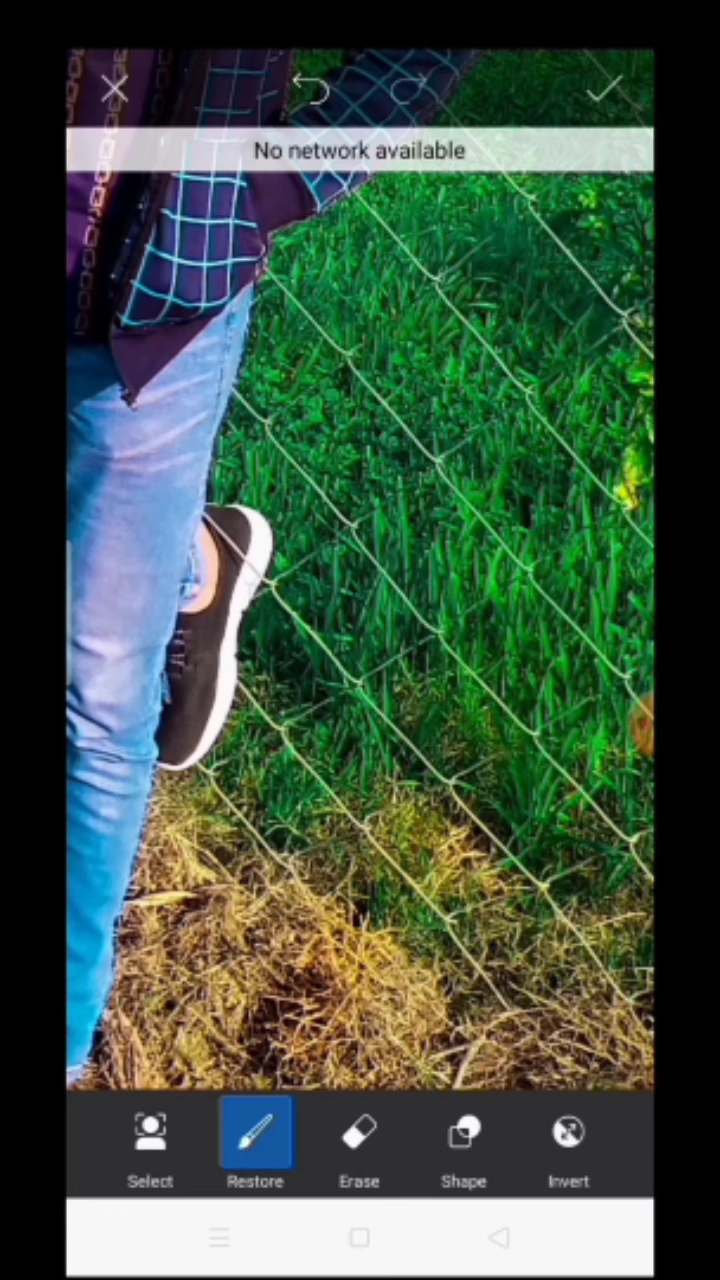 No network available
Select
Restore
Erase
Shape
Invert